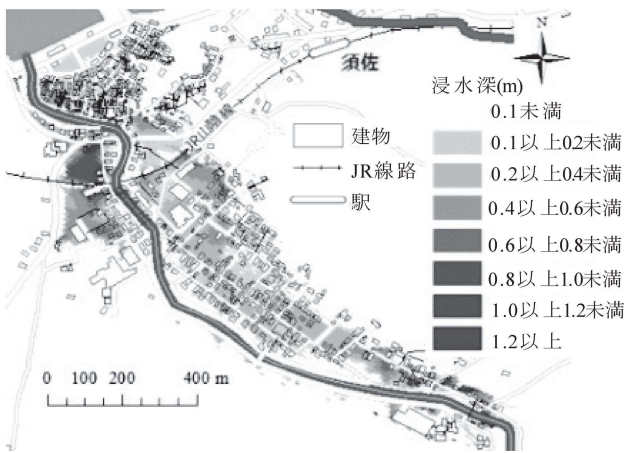 N
須佐
浸水深(m)
0.1未満
建物
0.1以上0.2未満
JR線路
0.2以上0.4未満
駅
0.4以上0.6未満
0.6以上0.8未満
0.8以上1.0未満
1.0以上1.2未満
1.2以上
JR山陰線
0 100 200 400 m